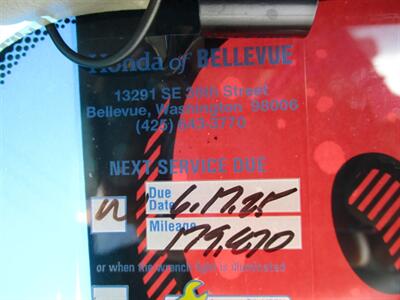 Honda of BELLEVUE
13291 SE 36th Street
Bellevue, Washington 98006
(425) 643-3770
NEXT SERVICE DUE
Due Date 6.17.25
Mileage 179,470
or when the wrench light is illuminated